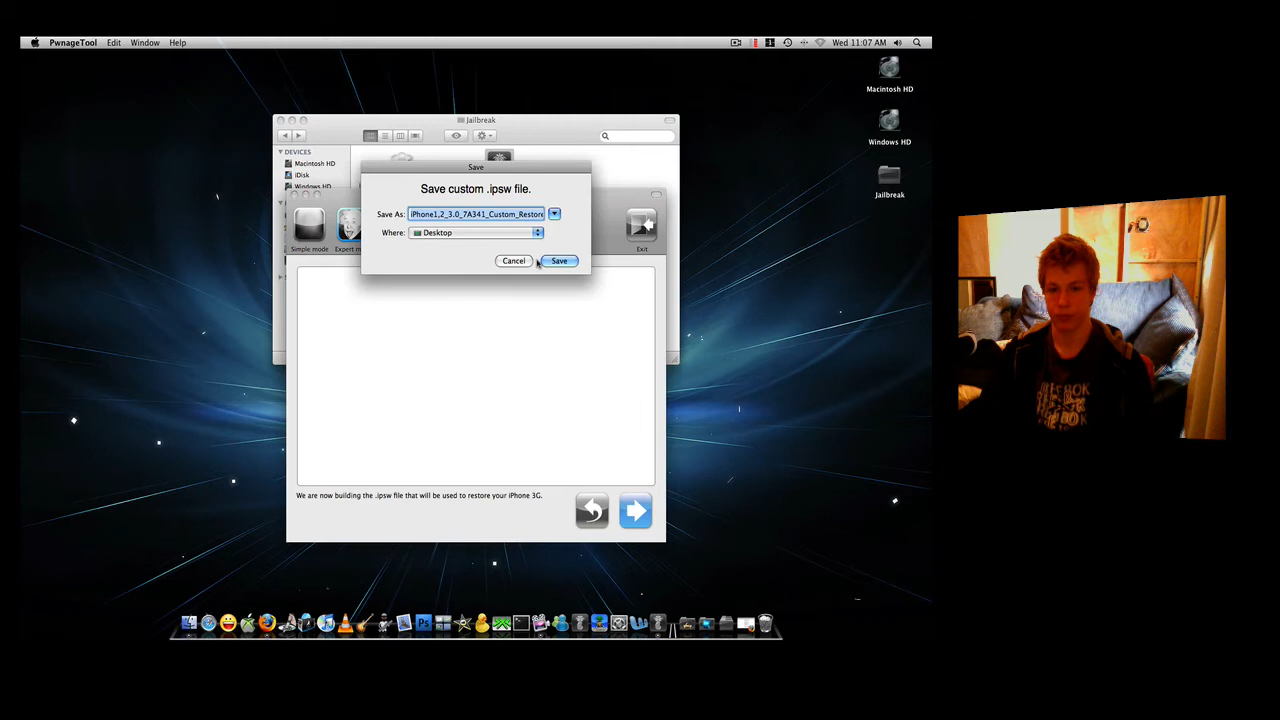 PwnageTool Edit Window Help
Wed 11:07 AM
Macintosh HD
Windows HD
Jailbreak
Jailbreak
DEVICES
Macintosh HD
iDisk
Windows HD
Save
Save custom .ipsw file.
Save As: iPhone1,2_3.0_7A341_Custom_Restore
Where: Desktop
Cancel Save
Simple mode Expert m
Exit
We are now building the .ipsw file that will be used to restore your iPhone 3G.